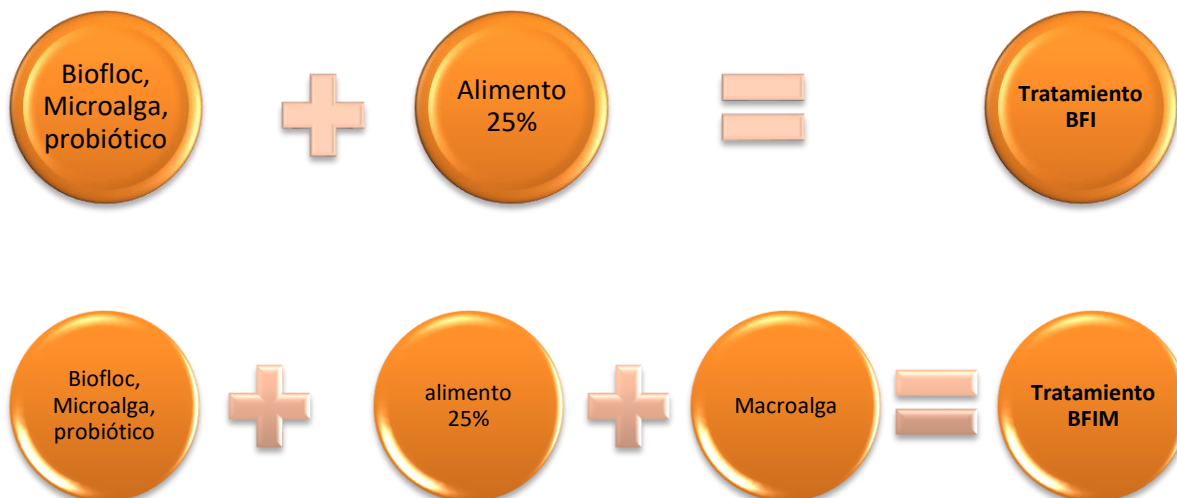 Biofloc,
Microalga,
probiótico
Alimento
25%
Tratamiento
BFI
Biofloc,
Microalga,
probiótico
alimento
25%
Macroalga
Tratamiento
BFIM